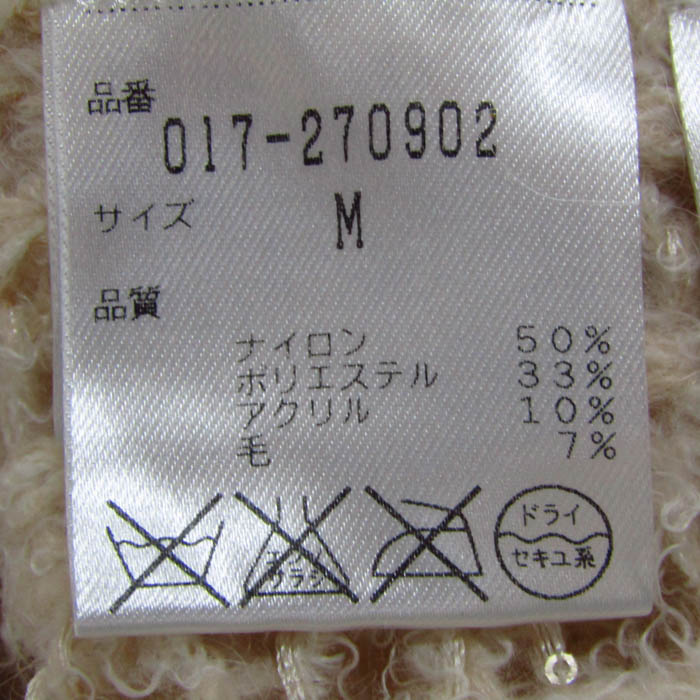 品番
017-270902
サイズ M
品質
ナイロン 50%
ポリエステル 33%
アクリル 10%
毛 7%
エンソ
サラシ
ドライ
セキユ系